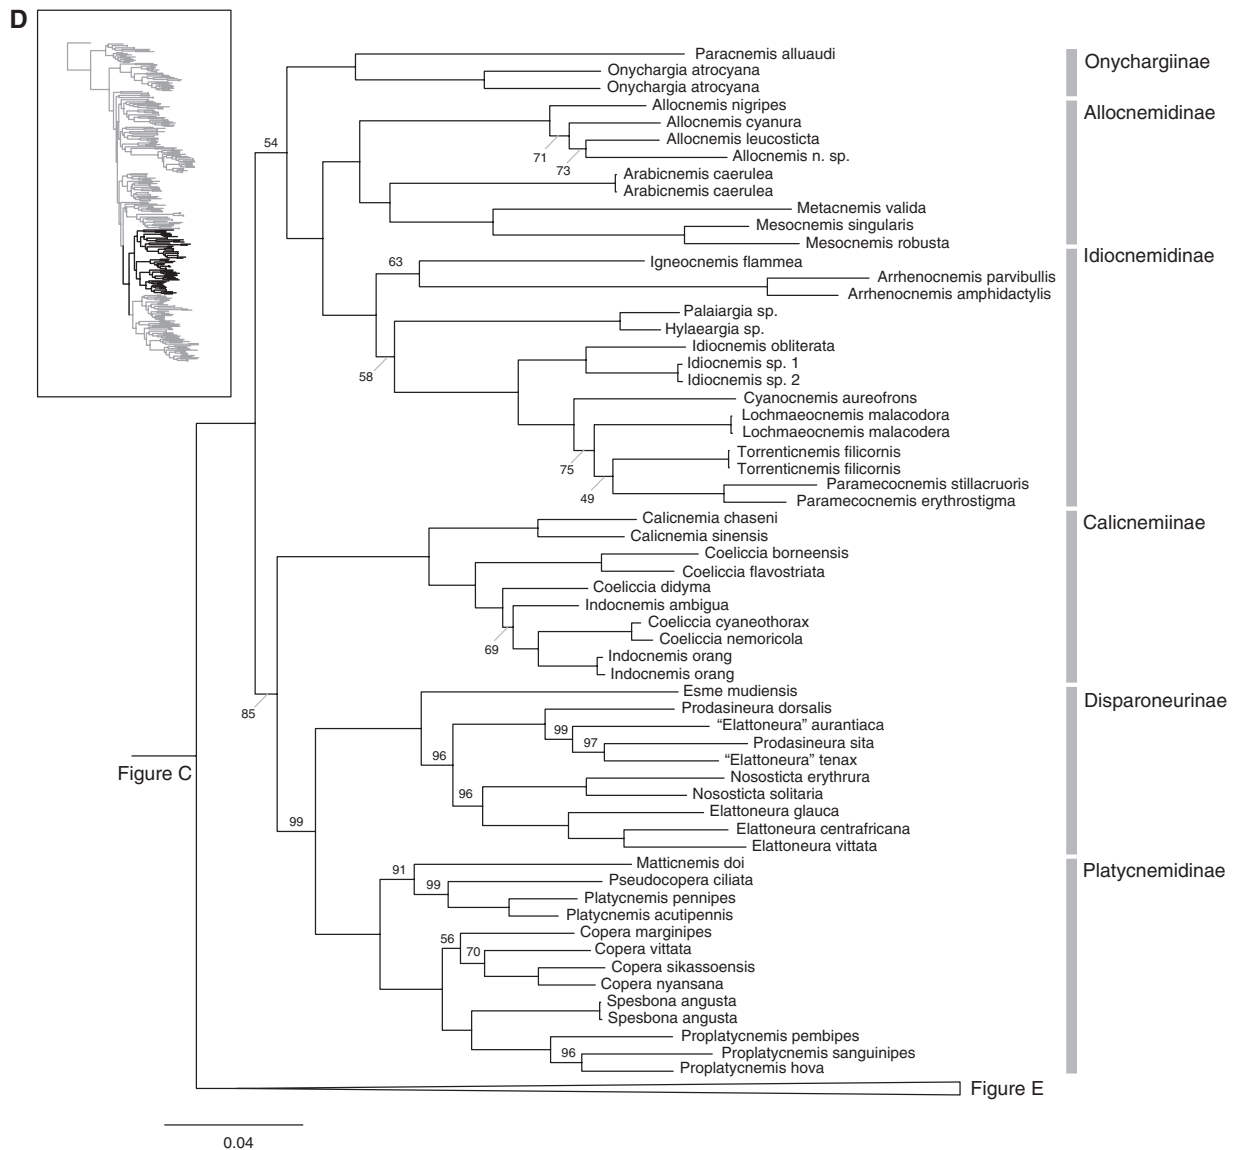 D
Paracnemis alluaudi
Onychargia atrocyana
Onychargia atrocyana
Onychargiinae
Allocnemis nigripes
Allocnemis cyanura
Allocnemis leucosticta
Allocnemis n. sp.
Arabicnemis caerulea
Arabicnemis caerulea
Metacnemis valida
Mesocnemis singularis
Mesocnemis robusta
Allocnemidinae
54
71
73
Igneocnemis flammea
Arrhenocnemis parvibullis
Arrhenocnemis amphidactylis
Palaiargia sp.
Hylaeargia sp.
Idiocnemis obliterata
Idiocnemis sp. 1
Idiocnemis sp. 2
Cyanocnemis aureofrons
Lochmaeocnemis malacodora
Lochmaeocnemis malacodera
Torrenticnemis filicornis
Torrenticnemis filicornis
Paramecocnemis stillacruoris
Paramecocnemis erythrostigma
Idiocnemidinae
63
58
75
49
Calicnemia chaseni
Calicnemia sinensis
Coeliccia borneensis
Coeliccia flavostriata
Coeliccia didyma
Indocnemis ambigua
Coeliccia cyaneothorax
Coeliccia nemoricola
Indocnemis orang
Indocnemis orang
Calicnemiinae
69
85
Esme mudiensis
Prodasineura dorsalis
“Elattoneura” aurantiaca
Prodasineura sita
“Elattoneura” tenax
Nososticta erythrura
Nososticta solitaria
Elattoneura glauca
Elattoneura centrafricana
Elattoneura vittata
Disparoneurinae
99
97
96
96
99
Figure C
Matticnemis doi
Pseudocopera ciliata
Platycnemis pennipes
Platycnemis acutipennis
Copera marginipes
Copera vittata
Copera sikassoensis
Copera nyansana
Spesbona angusta
Spesbona angusta
Proplatycnemis pembipes
Proplatycnemis sanguinipes
Proplatycnemis hova
Platycnemidinae
91
99
56
70
96
Figure E
0.04